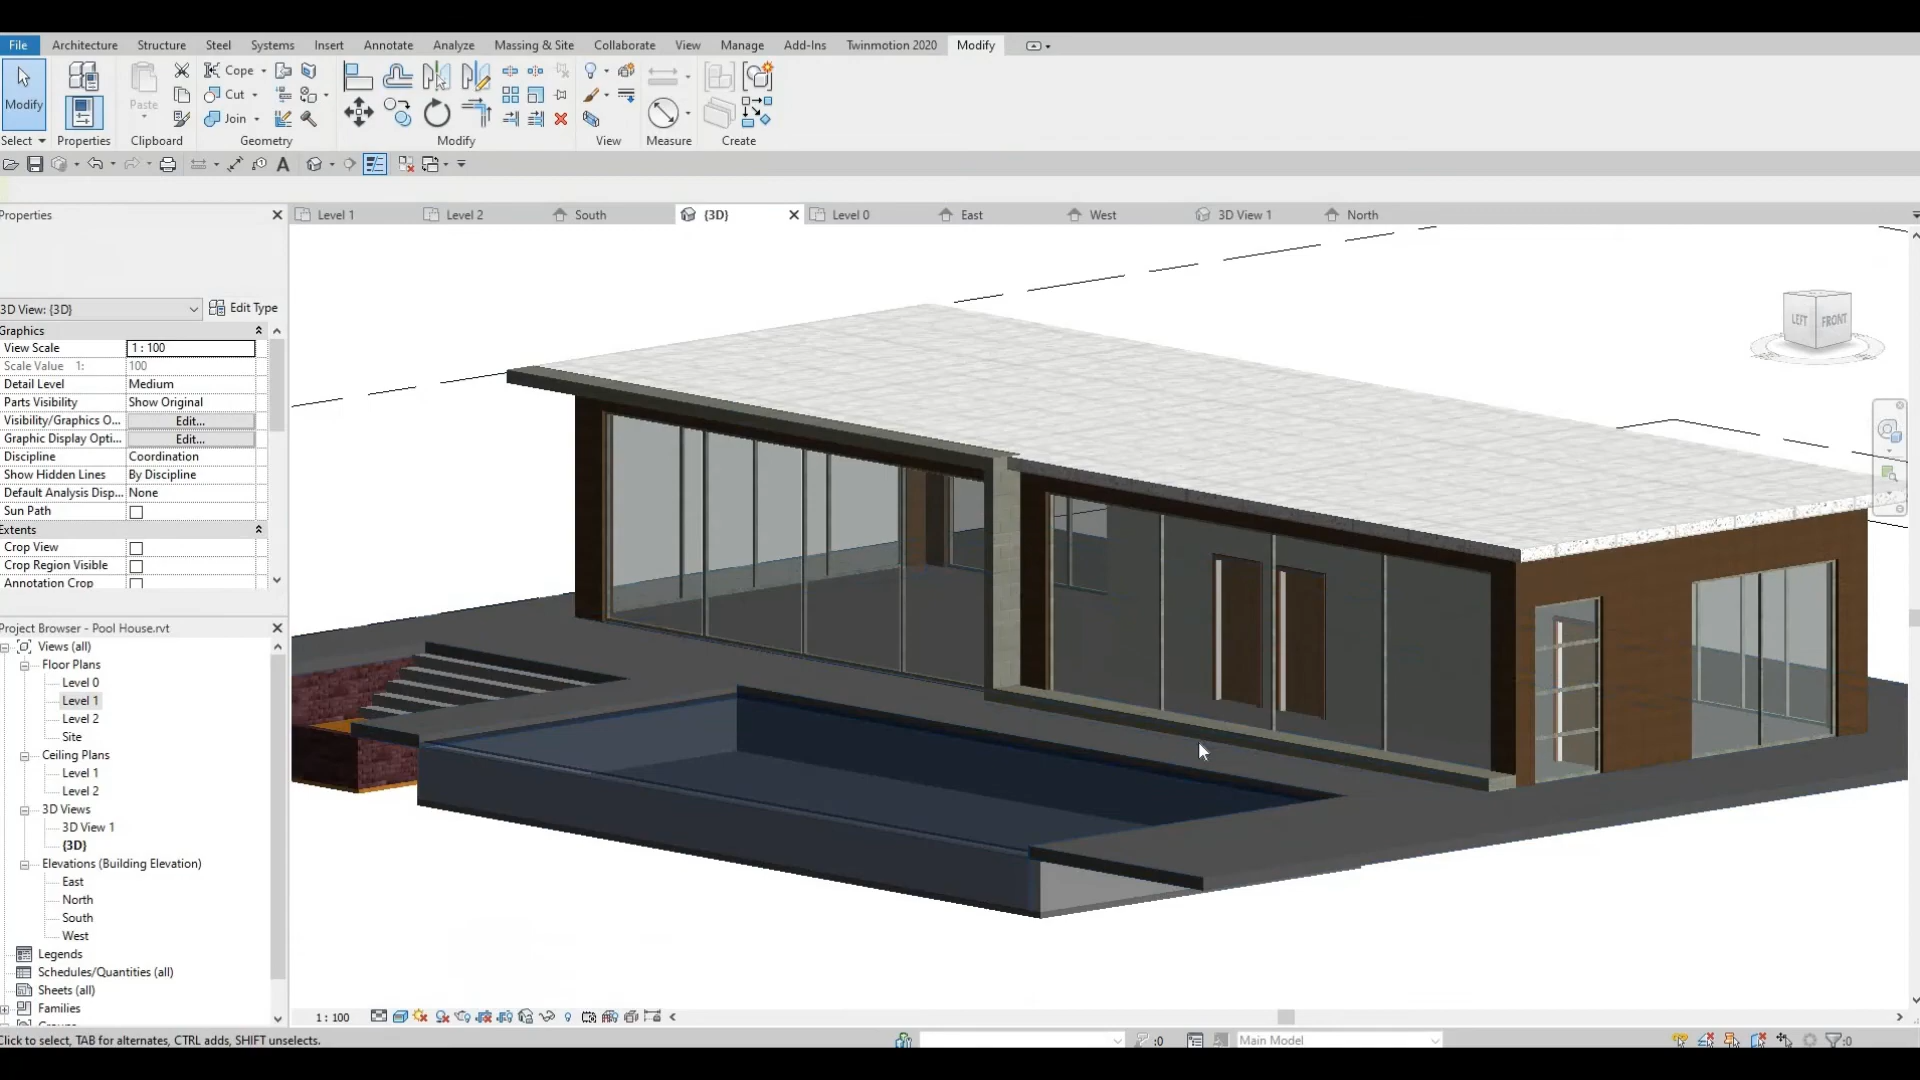 File Architecture Structure Steel Systems Insert Annotate Analyze Massing & Site Collaborate View Manage Add-Ins Twinmotion 2020 Modify
Modify
Paste
Cope
Cut
Join
Select Properties Clipboard Geometry Modify View Measure Create
A
Properties
Level 1 Level 2 South {3D} Level 0 East West 3D View 1 North
3D View: {3D} Edit Type
Graphics
View Scale 1 : 100
Scale Value 1: 100
Detail Level Medium
Parts Visibility Show Original
Visibility/Graphics O... Edit...
Graphic Display Opti... Edit...
Discipline Coordination
Show Hidden Lines By Discipline
Default Analysis Disp... None
Sun Path
Extents
Crop View
Crop Region Visible
Annotation Crop
LEFT FRONT
Project Browser - Pool House.rvt
Views (all)
Floor Plans
Level 0
Level 1
Level 2
Site
Ceiling Plans
Level 1
Level 2
3D Views
3D View 1
{3D}
Elevations (Building Elevation)
East
North
South
West
Legends
Schedules/Quantities (all)
Sheets (all)
Families
1 : 100
Click to select, TAB for alternates, CTRL adds, SHIFT unselects.
:0
Main Model
:0